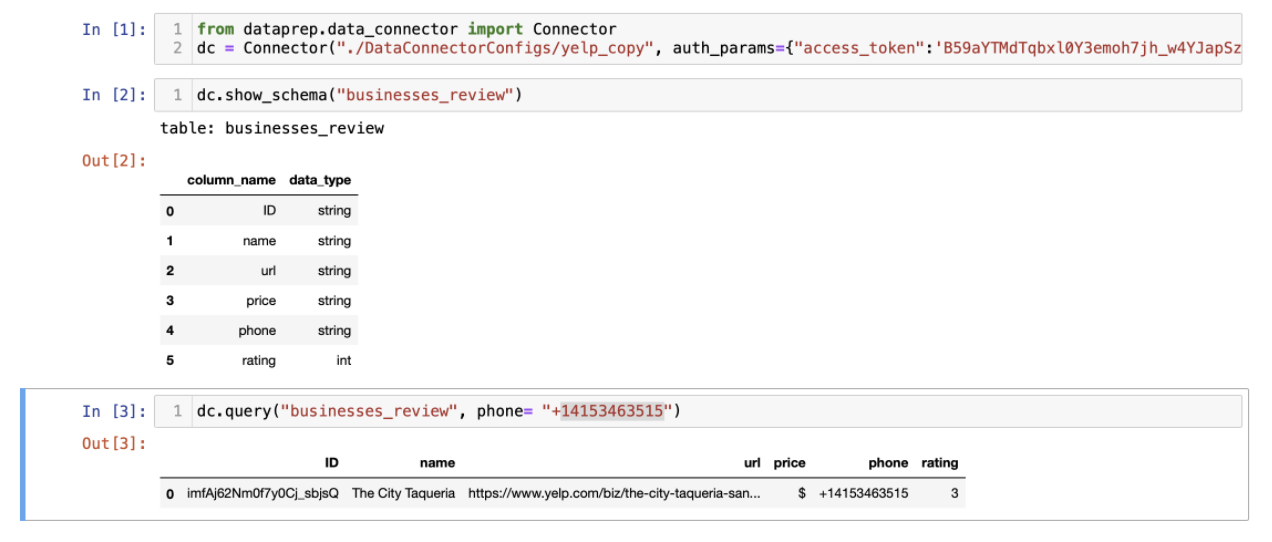 In [1]:
1 from dataprep.data_connector import Connector
2 dc = Connector("./DataConnectorConfigs/yelp_copy", auth_params={"access_token":'B59aYTMdTqbxl0Y3emoh7jh_w4YJapSz
In [2]:
1 dc.show_schema("businesses_review")
table: businesses_review
Out[2]:
column_name data_type
0 ID string
1 name string
2 url string
3 price string
4 phone string
5 rating int
In [3]:
1 dc.query("businesses_review", phone= "+14153463515")
Out[3]:
ID name url price phone rating
0 imfAj62Nm0f7y0Cj_sbjsQ The City Taqueria https://www.yelp.com/biz/the-city-taqueria-san... $ +14153463515 3